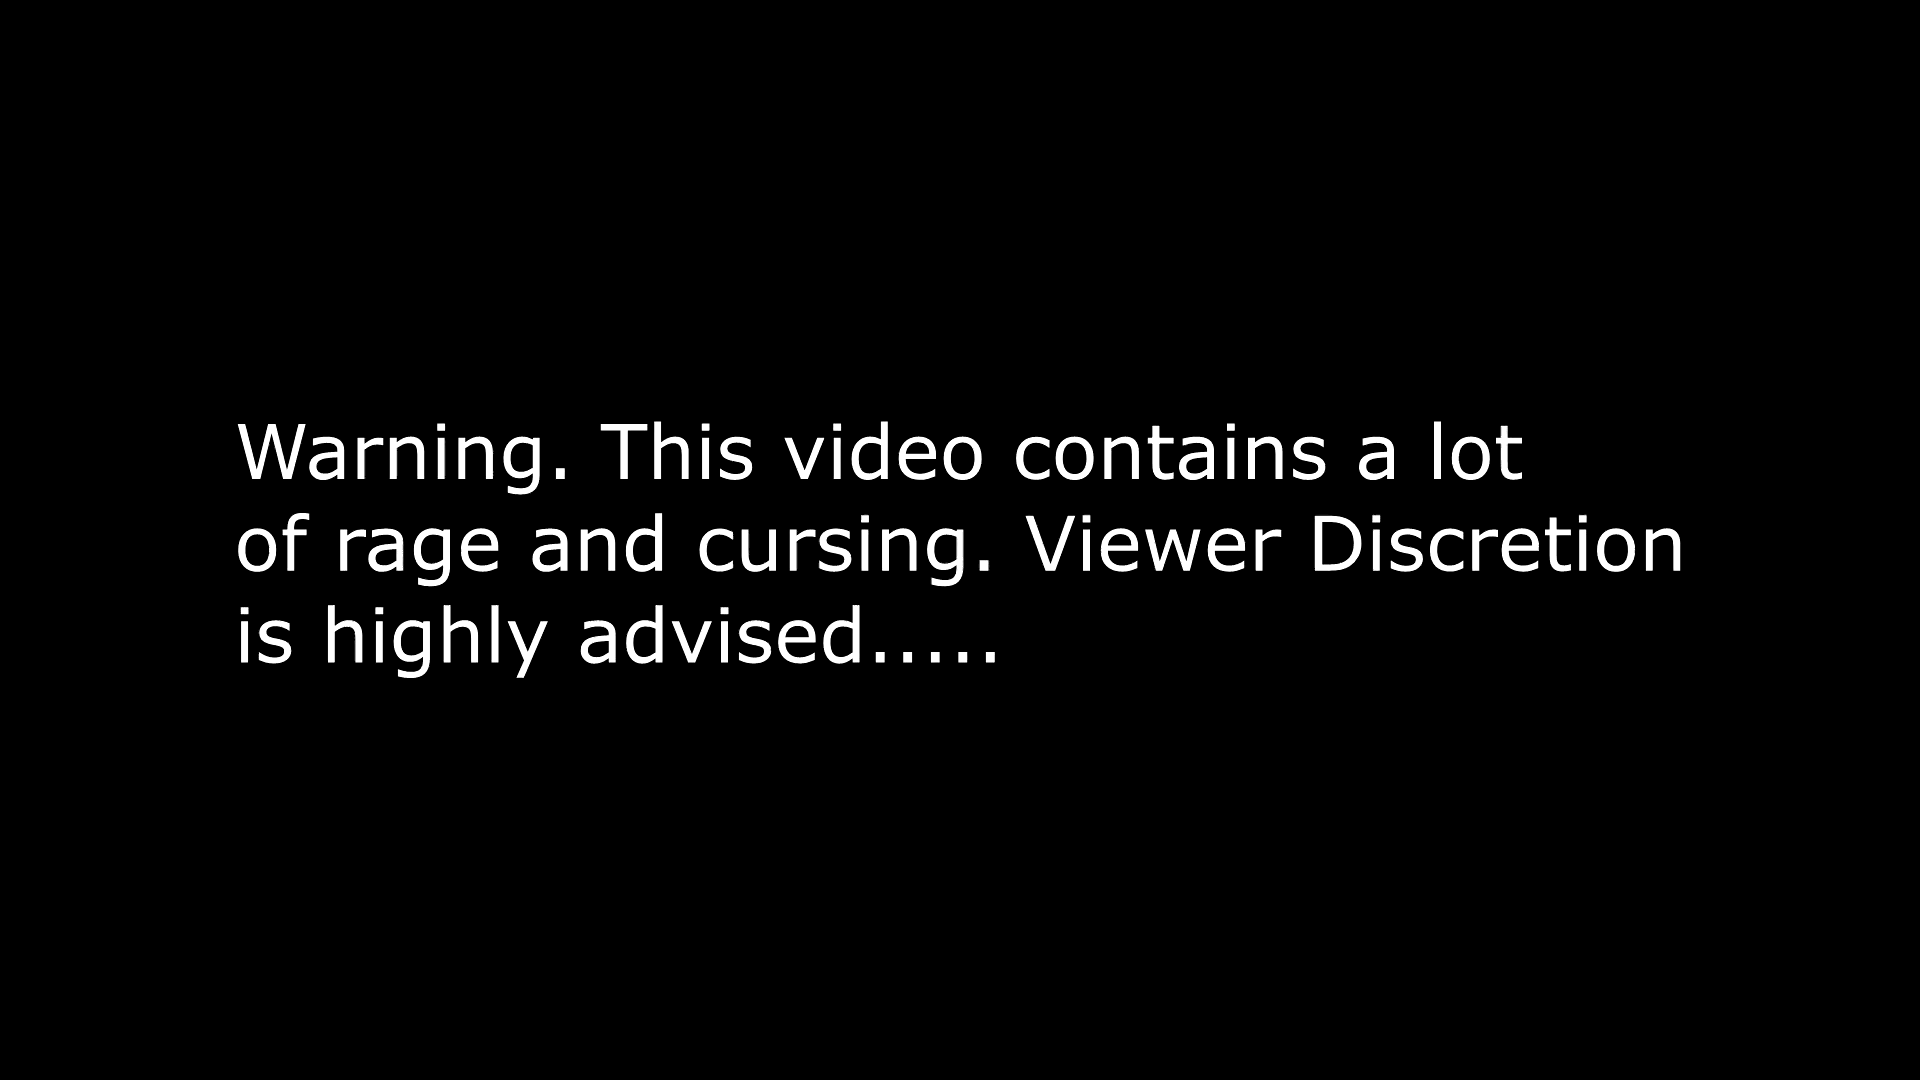 Warning. This video contains a lot
of rage and cursing. Viewer Discretion
is highly advised.....